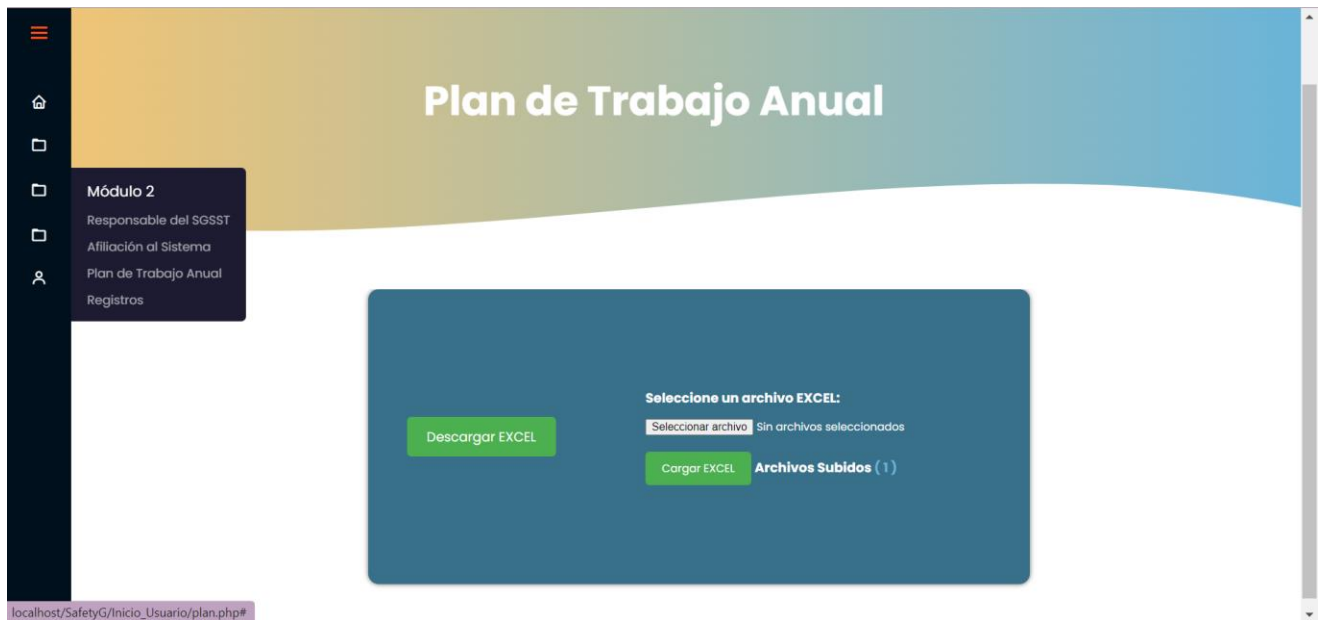 Plan de Trabajo Anual
Módulo 2
Responsable del SGSST
Afiliación al Sistema
Plan de Trabajo Anual
Registros
Descargar EXCEL
Seleccione un archivo EXCEL:
Seleccionar archivo Sin archivos seleccionados
Cargar EXCEL Archivos Subidos (1)
localhost/SafetyG/Inicio_Usuario/plan.php#